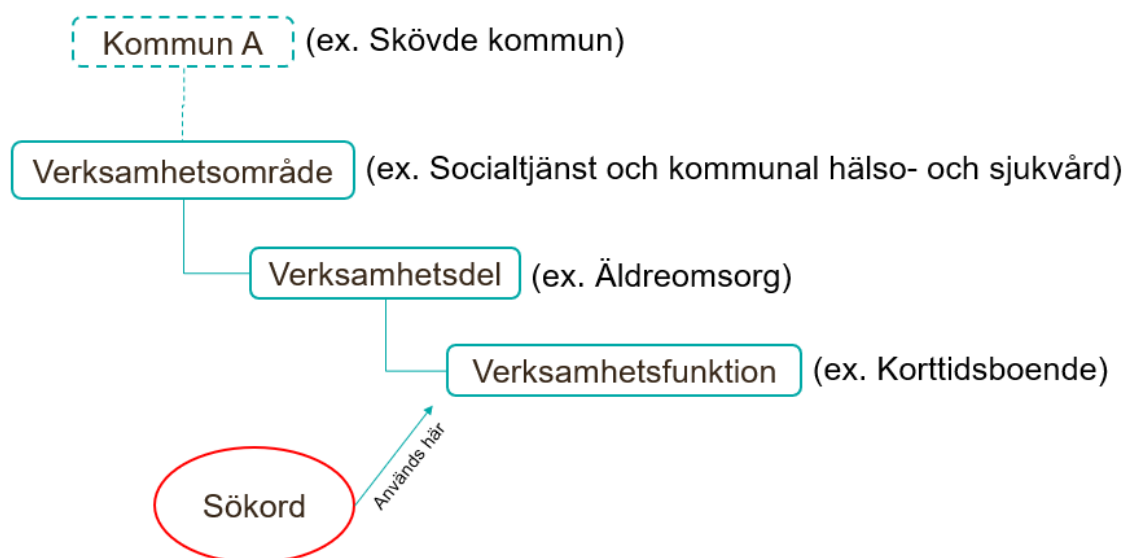 Kommun A (ex. Skövde kommun)
Verksamhetsområde (ex. Socialtjänst och kommunal hälso- och sjukvård)
Verksamhetsdel (ex. Äldreomsorg)
Verksamhetsfunktion (ex. Korttidsboende)
Används här
Sökord